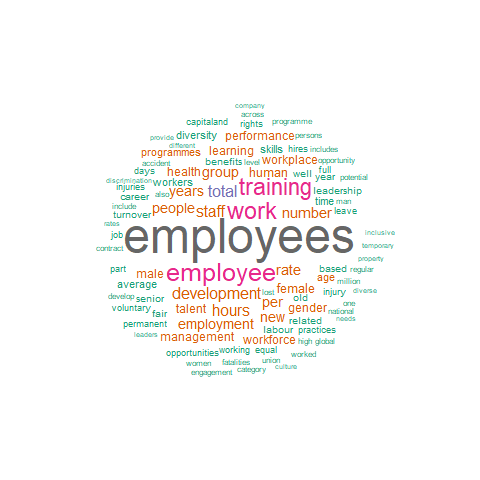 company
across
capitaland rights programme
provide diversity performance persons
different
programmes learning skills hires includes
accident benefits level workplace opportunity
days health group human well full
discrimination workers year potential
injuries also years total training leadership
career
include people staff work number time man
turnover leave
rates
job employees inclusive
contract temporary
property
part male employee rate based regular
average age million
develop development lost female injury diverse
senior per old
voluntary talent hours gender one
fair new national
permanent employment related needs
leaders management labour practices
workforce high global
opportunities working equal worked
women fatalities union
engagement category culture